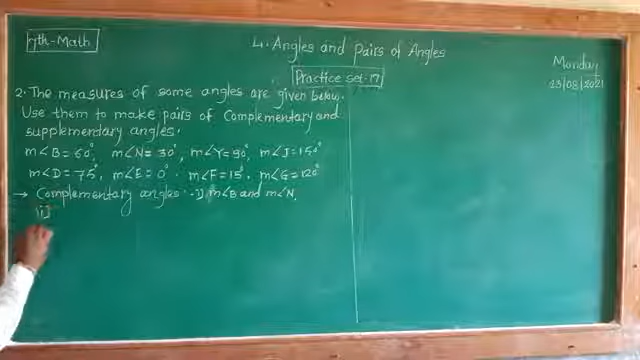 7th-Math
4. Angles and Pairs of Angles
Practice set-17
Monday
23/08/2021
2. The measures of some angles are given below.
Use them to make pairs of Complementary and
supplementary angles.
m∠B = 60°, m∠N = 30°, m∠Y = 90°, m∠J = 150°
m∠D = 75°, m∠E = 0°. m∠F = 15°. m∠G = 120°
→ Complementary angles :- i] m∠B and m∠N.
ii]